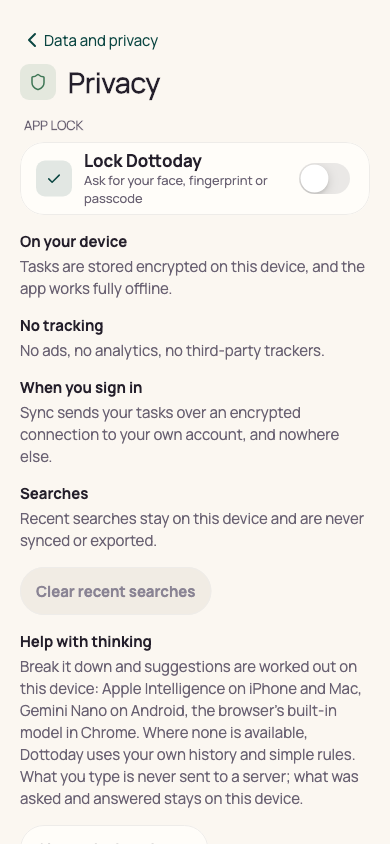 Data and privacy
Privacy
APP LOCK
Lock Dottoday
Ask for your face, fingerprint or
passcode
On your device
Tasks are stored encrypted on this device, and the
app works fully offline.
No tracking
No ads, no analytics, no third-party trackers.
When you sign in
Sync sends your tasks over an encrypted
connection to your own account, and nowhere
else.
Searches
Recent searches stay on this device and are never
synced or exported.
Clear recent searches
Help with thinking
Break it down and suggestions are worked out on
this device: Apple Intelligence on iPhone and Mac,
Gemini Nano on Android, the browser's built-in
model in Chrome. Where none is available,
Dottoday uses your own history and simple rules.
What you type is never sent to a server; what was
asked and answered stays on this device.